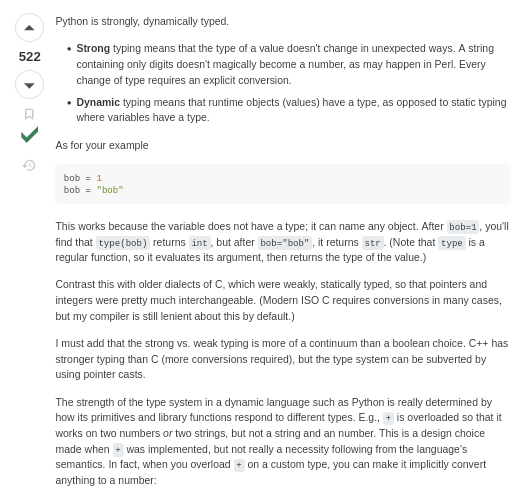 Python is strongly, dynamically typed.
522
• Strong typing means that the type of a value doesn't change in unexpected ways. A string
containing only digits doesn't magically become a number, as may happen in Perl. Every
change of type requires an explicit conversion.
• Dynamic typing means that runtime objects (values) have a type, as opposed to static typing
where variables have a type.
As for your example
bob = 1
bob = "bob"
This works because the variable does not have a type; it can name any object. After bob=1, you'll
find that type(bob) returns int, but after bob="bob", it returns str. (Note that type is a
regular function, so it evaluates its argument, then returns the type of the value.)
Contrast this with older dialects of C, which were weakly, statically typed, so that pointers and
integers were pretty much interchangeable. (Modern ISO C requires conversions in many cases,
but my compiler is still lenient about this by default.)
I must add that the strong vs. weak typing is more of a continuum than a boolean choice. C++ has
stronger typing than C (more conversions required), but the type system can be subverted by
using pointer casts.
The strength of the type system in a dynamic language such as Python is really determined by
how its primitives and library functions respond to different types. E.g., + is overloaded so that it
works on two numbers or two strings, but not a string and an number. This is a design choice
made when + was implemented, but not really a necessity following from the language's
semantics. In fact, when you overload + on a custom type, you can make it implicitly convert
anything to a number: